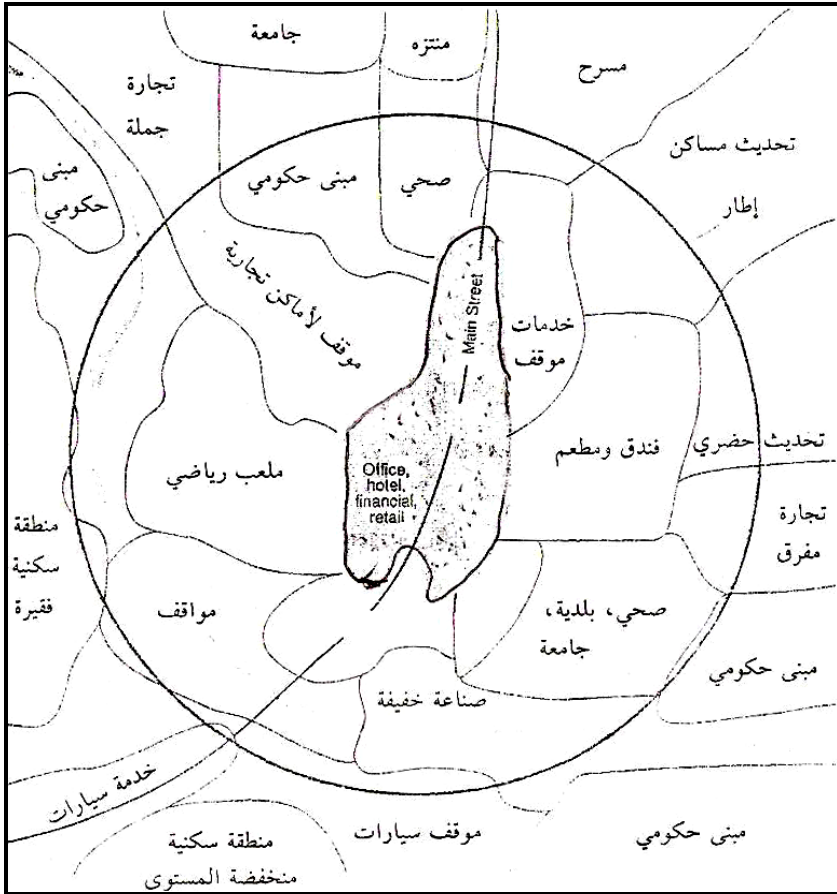 جامعة
منتزه
مسرح
تجارة
جملة
تحديث مساكن
إطار
مبنى
حكومي
مبنى حكومي
صحي
موقف لأماكن تجارية
Main Street
خدمات
موقف
ملعب رياضي
Office,
hotel,
financial,
retail
فندق ومطعم
تحديث حضري
تجارة
مفرق
منطقة
سكنية
فقيرة
مواقف
صحي، بلدية،
جامعة
مبنى حكومي
صناعة خفيفة
خدمة سيارات
موقف سيارات
مبنى حكومي
منطقة سكنية
منخفضة المستوى